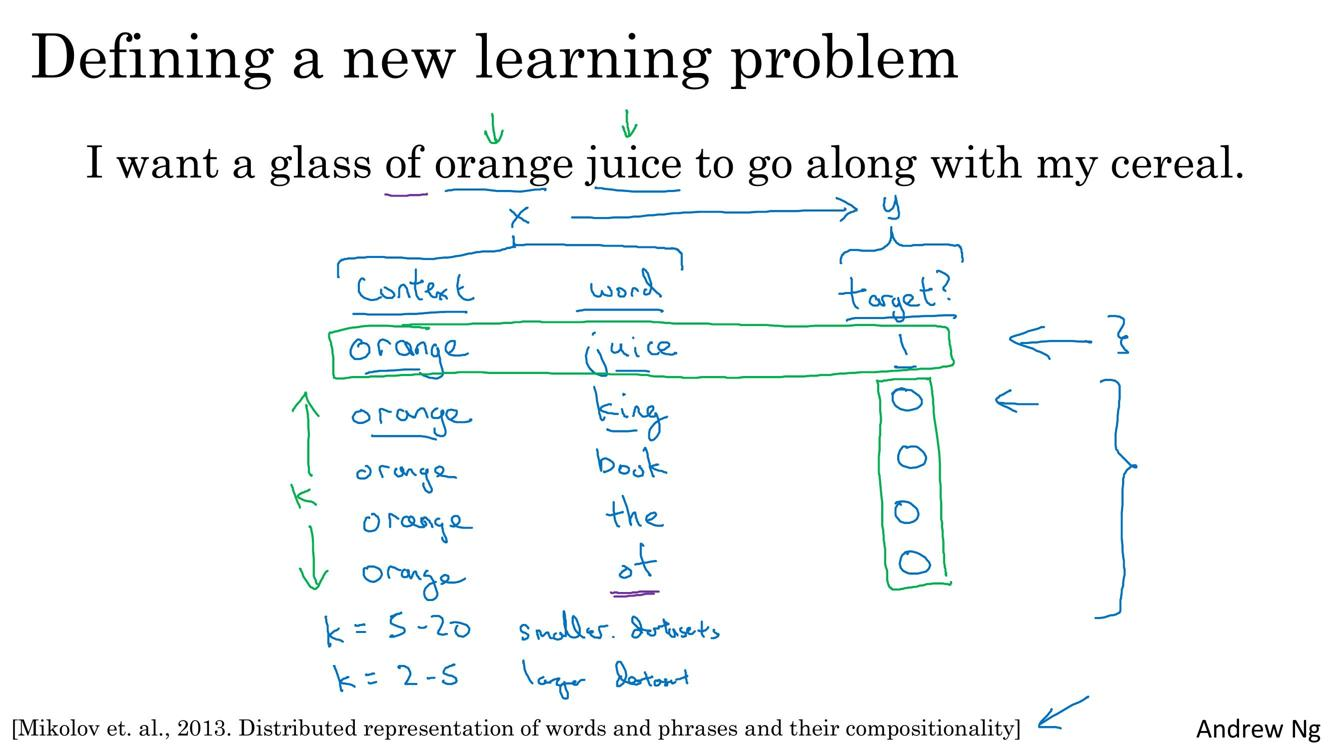 Defining a new learning problem
I want a glass of orange juice to go along with my cereal.
x y
Context word target?
orange juice 1
orange king 0
orange book 0
orange the 0
orange of 0
k
k = 5-20 smaller. datasets
k = 2-5 larger dataset
[Mikolov et. al., 2013. Distributed representation of words and phrases and their compositionality]
Andrew Ng